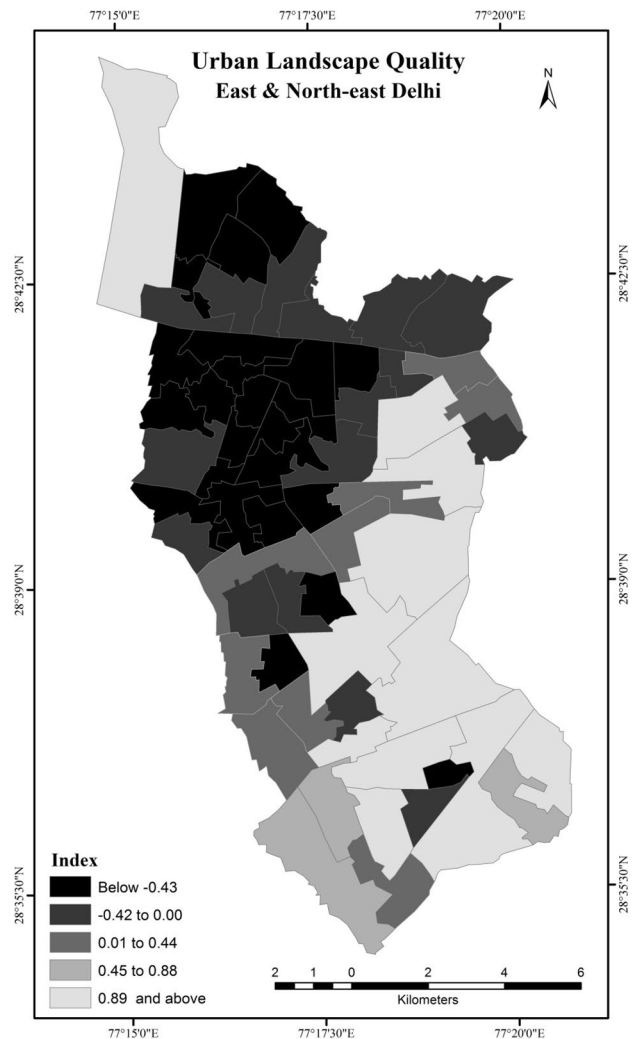 77°15'0"E 77°17'30"E 77°20'0"E
Urban Landscape Quality
East & North-east Delhi
N
28°42'30"N 28°42'30"N
28°39'0"N 28°39'0"N
28°35'30"N 28°35'30"N
Index
Below -0.43
-0.42 to 0.00
0.01 to 0.44
0.45 to 0.88
0.89 and above
2 1 0 2 4 6
Kilometers
77°15'0"E 77°17'30"E 77°20'0"E